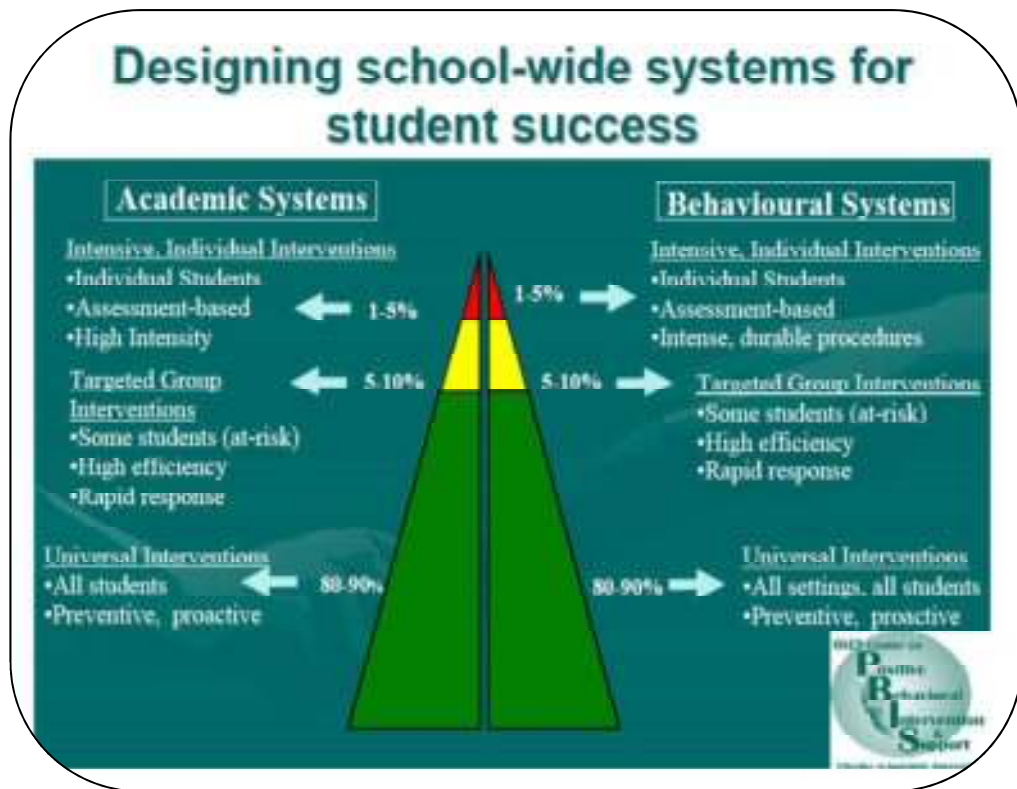 Designing school-wide systems for
student success
Academic Systems
Intensive, Individual Interventions
•Individual Students
•Assessment-based
•High Intensity
1-5%
Targeted Group
Interventions
•Some students (at-risk)
•High efficiency
•Rapid response
5-10%
Universal Interventions
•All students
•Preventive, proactive
80-90%
Behavioural Systems
Intensive, Individual Interventions
•Individual Students
•Assessment-based
•Intense, durable procedures
1-5%
Targeted Group Interventions
•Some students (at-risk)
•High efficiency
•Rapid response
5-10%
Universal Interventions
•All settings, all students
•Preventive, proactive
80-90%
Positive
Behavioral
Intervention
&
Support